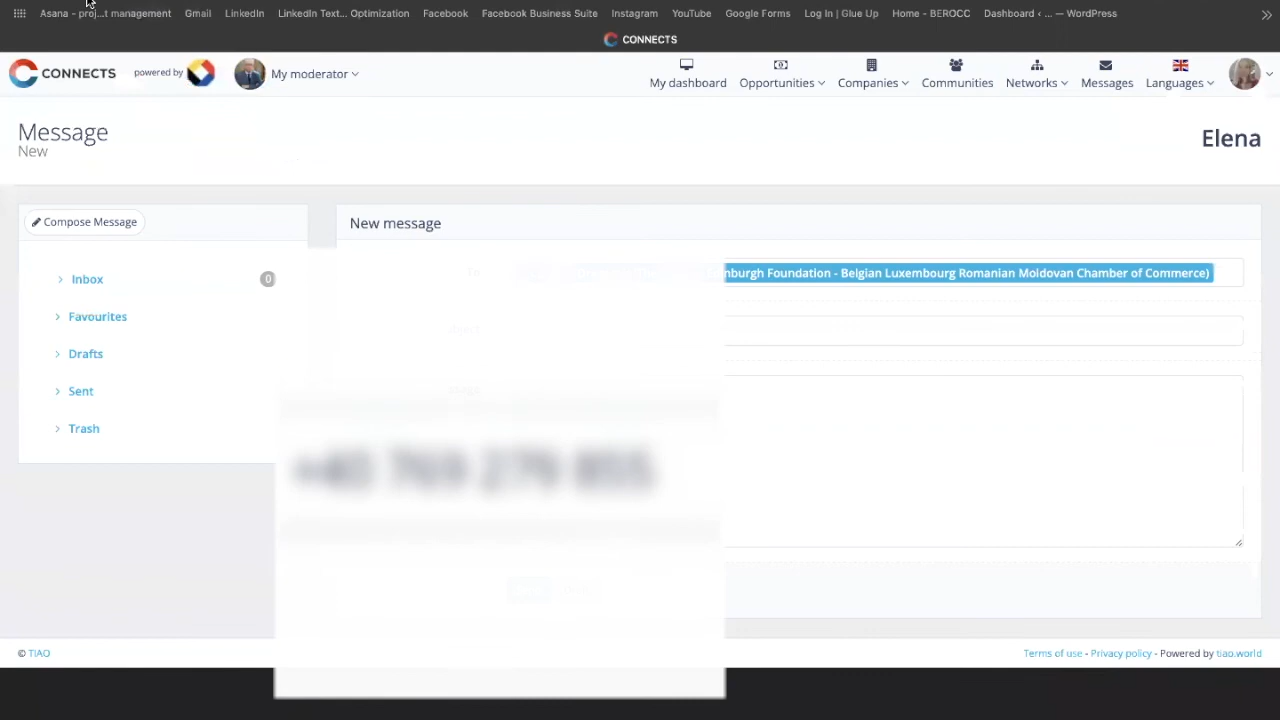 Asana - proj...t management Gmail LinkedIn LinkedIn Text... Optimization Facebook Facebook Business Suite Instagram YouTube Google Forms Log In | Glue Up Home - BEROCC Dashboard ‹ ... — WordPress
CONNECTS
CONNECTS powered by My moderator My dashboard Opportunities Companies Communities Networks Messages Languages
Message
New
Elena
Compose Message
New message
Inbox 0
nburgh Foundation - Belgian Luxembourg Romanian Moldovan Chamber of Commerce)
Favourites
Drafts
Sent
Trash
© TIAO
Terms of use - Privacy policy - Powered by tiao.world